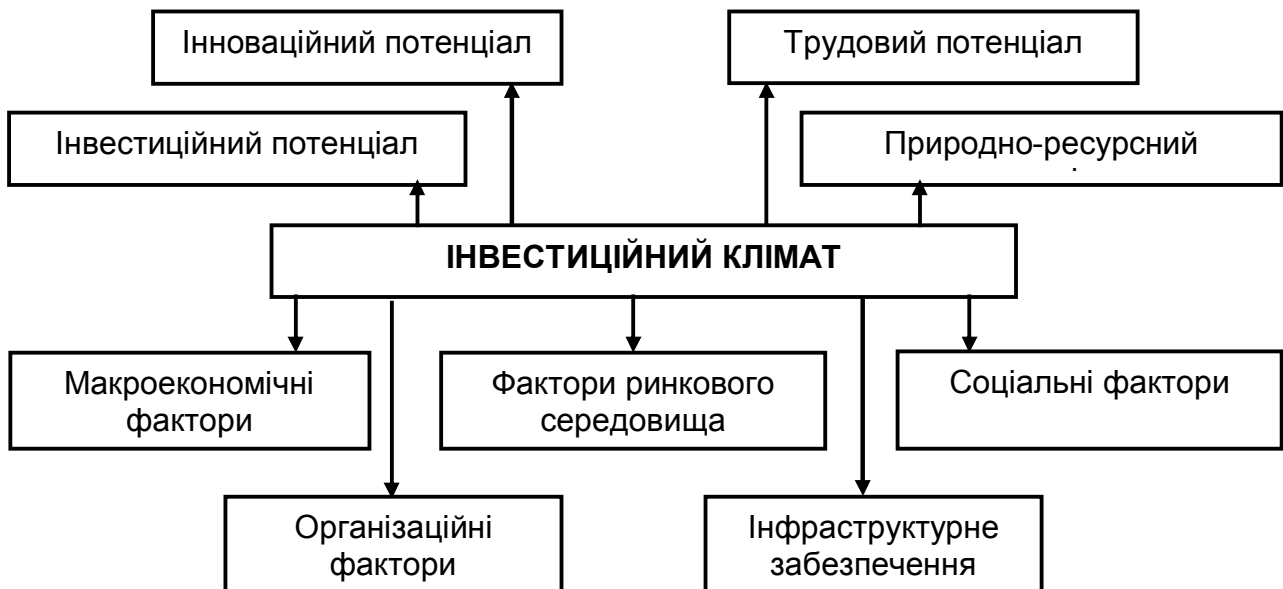 Інноваційний потенціал
Трудовий потенціал
Інвестиційний потенціал
Природно-ресурсний
ІНВЕСТИЦІЙНИЙ КЛІМАТ
Макроекономічні
фактори
Фактори ринкового
середовища
Соціальні фактори
Організаційні
фактори
Інфраструктурне
забезпечення